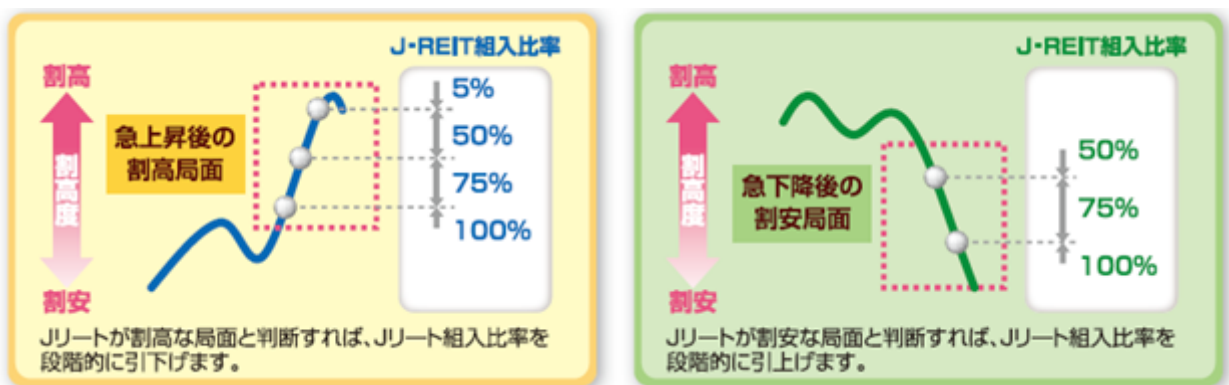 J・REIT組入比率
割高
割高度
割安
急上昇後の
割高局面
5%
50%
75%
100%
Jリートが割高な局面と判断すれば、Jリート組入比率を
段階的に引下げます。
J・REIT組入比率
割高
割高度
割安
急下降後の
割安局面
50%
75%
100%
Jリートが割安な局面と判断すれば、Jリート組入比率を
段階的に引上げます。